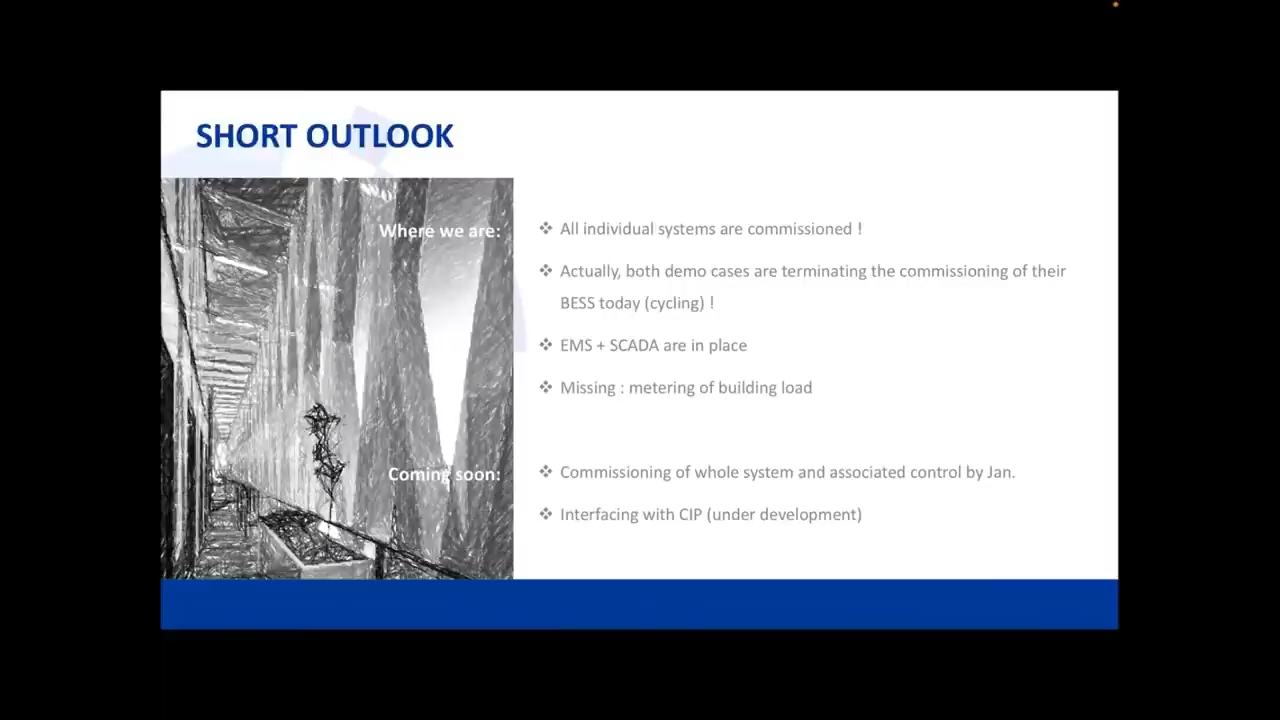 SHORT OUTLOOK
Where we are:
❖ All individual systems are commissioned !
❖ Actually, both demo cases are terminating the commissioning of their
BESS today (cycling) !
❖ EMS + SCADA are in place
❖ Missing : metering of building load
Coming soon:
❖ Commissioning of whole system and associated control by Jan.
❖ Interfacing with CIP (under development)